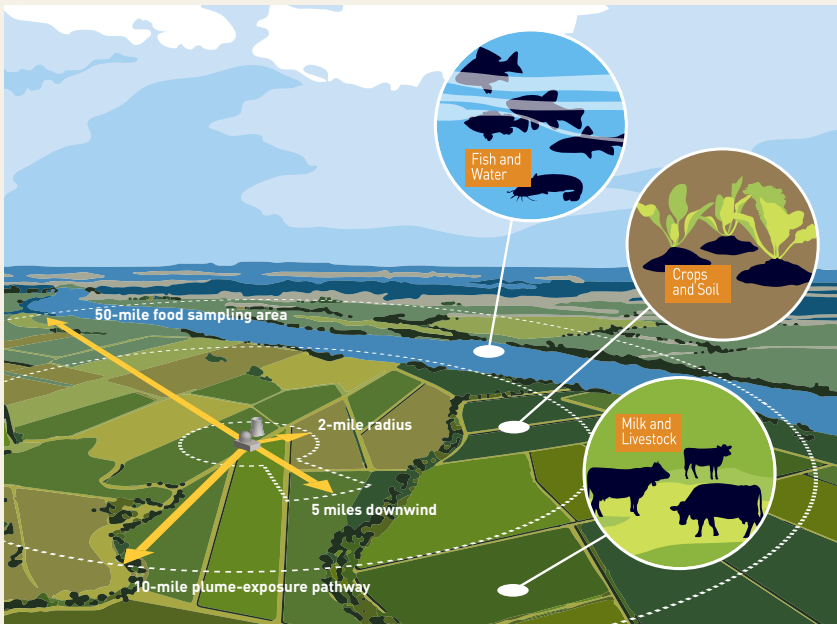 Fish and
Water
Crops
and Soil
50-mile food sampling area
2-mile radius
Milk and
Livestock
5 miles downwind
10-mile plume-exposure pathway